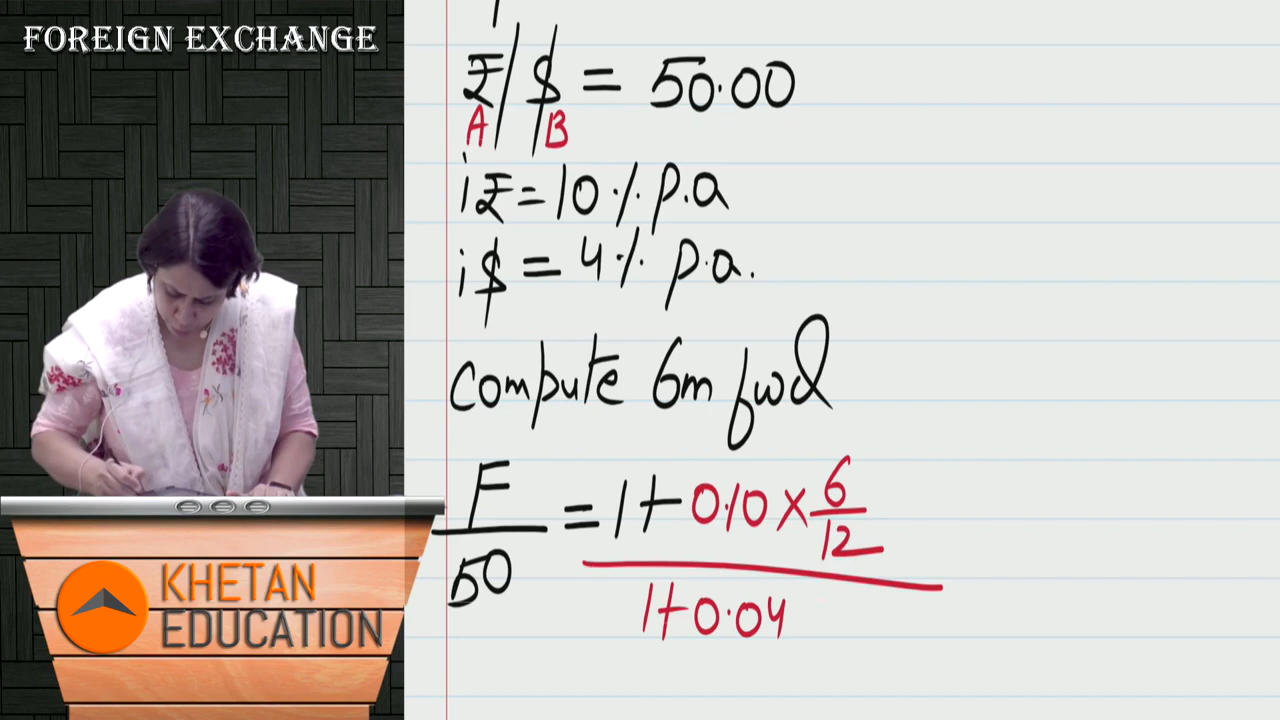 FOREIGN EXCHANGE
₹/$ = 50.00
A B
i₹ = 10% p.a
i$ = 4% p.a.
compute 6m fwd
F/50 = 1+0.10×6/12
1+0.04
KHETAN
EDUCATION